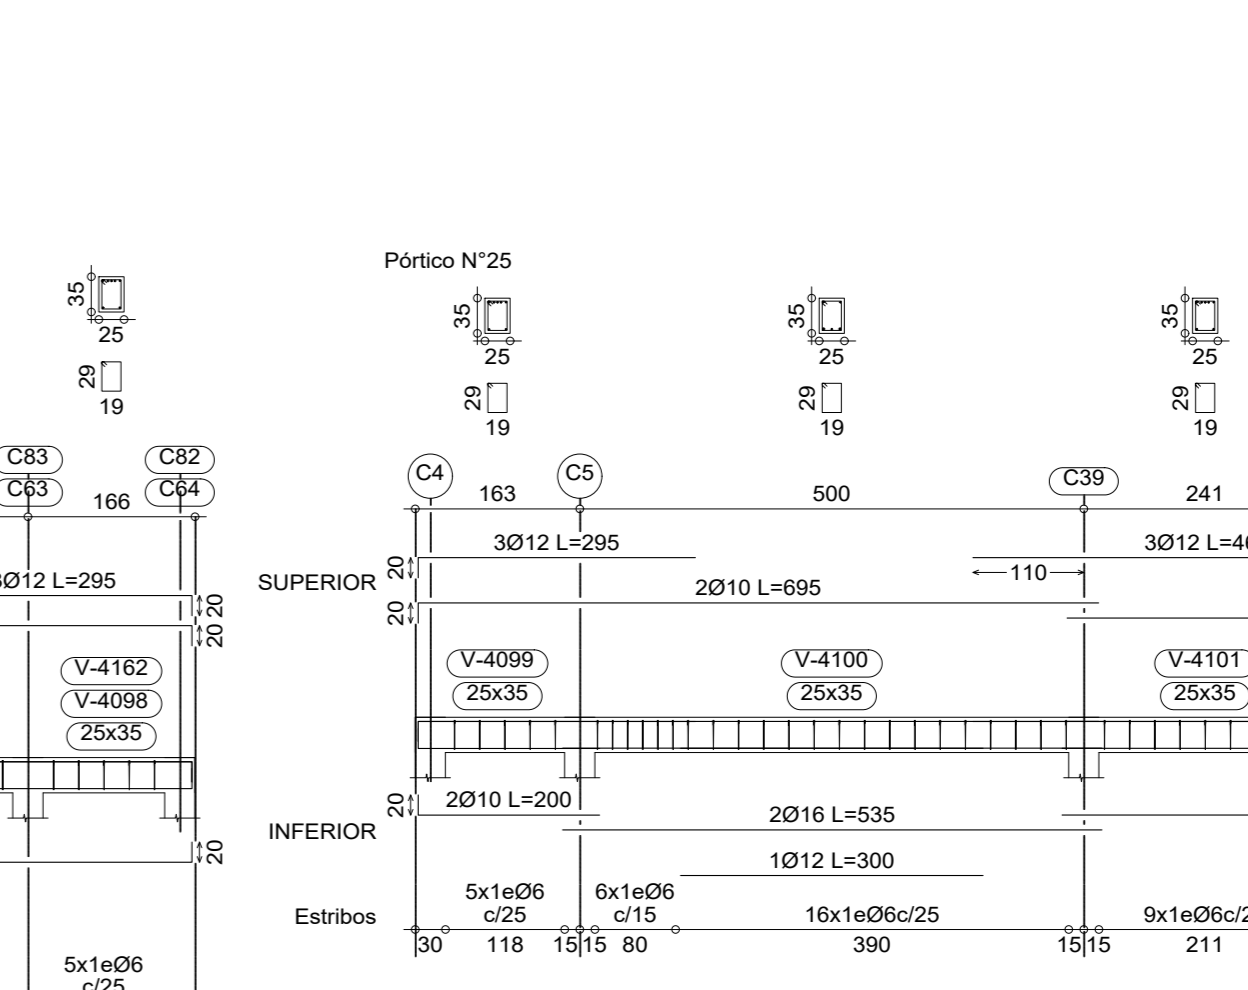 Pórtico N°25
35
25
29
19
35
25
29
19
35
25
29
19
35
25
29
19
C83
C63
166
C82
C64
C4
163
C5
500
C39
241
3Ø12 L=295
20
20
SUPERIOR
20
3Ø12 L=295
110
20
2Ø10 L=695
V-4162
V-4098
25x35
V-4099
25x35
V-4100
25x35
V-4101
25x35
20
INFERIOR
20
2Ø10 L=200
2Ø16 L=535
1Ø12 L=300
Estribos
5x1eØ6
c/25
6x1eØ6
c/15
16x1eØ6c/25
30
118
15
15
80
390
15
15
211
5x1eØ6
c/25